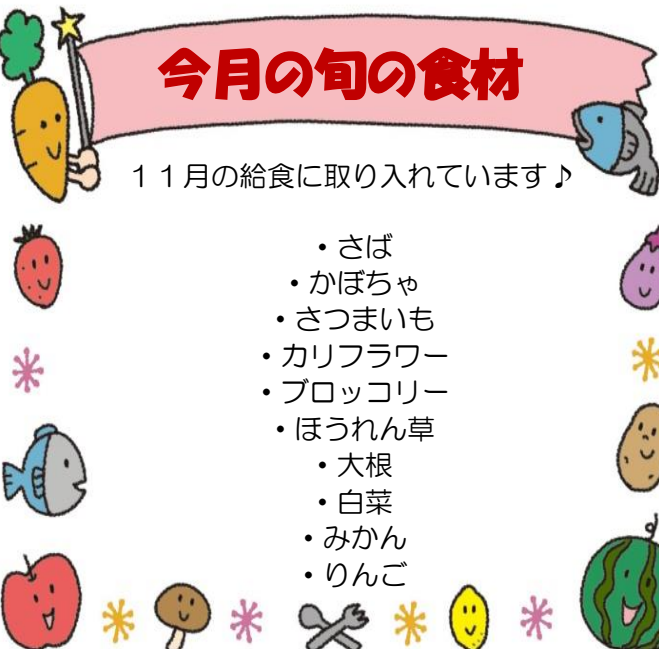 今月の旬の食材
１１月の給食に取り入れています♪
・さば
・かぼちゃ
・さつまいも
・カリフラワー
・ブロッコリー
・ほうれん草
・大根
・白菜
・みかん
・りんご